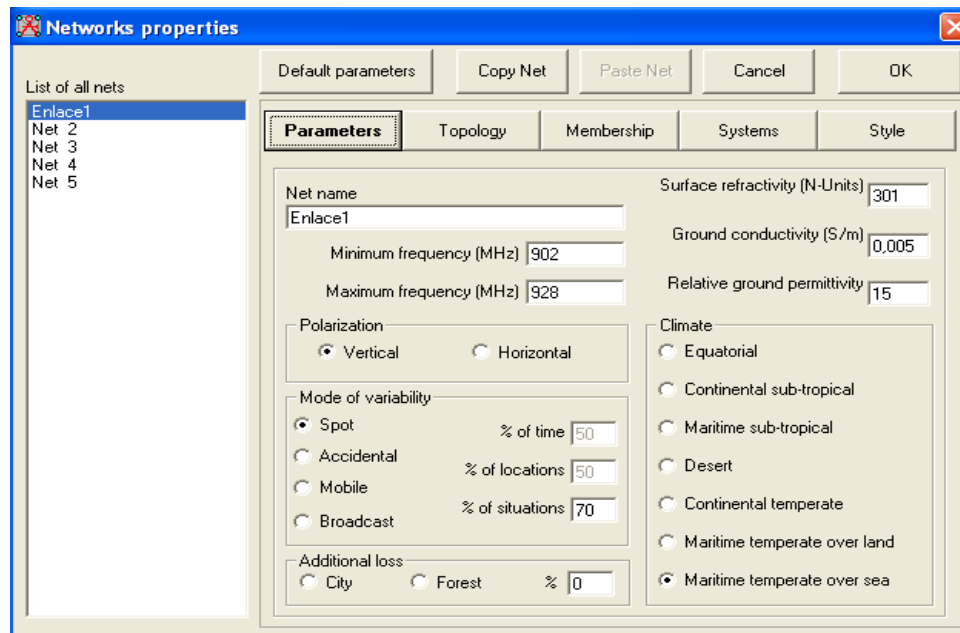 Networks properties
Default parameters Copy Net Paste Net Cancel OK
List of all nets
Enlace1
Net 2
Net 3
Net 4
Net 5
Parameters Topology Membership Systems Style
Net name
Enlace1
Minimum frequency (MHz) 902
Maximum frequency (MHz) 928
Surface refractivity (N-Units) 301
Ground conductivity (S/m) 0,005
Relative ground permittivity 15
Polarization
Vertical Horizontal
Mode of variability
Spot
Accidental
Mobile
Broadcast
% of time 50
% of locations 50
% of situations 70
Additional loss
City Forest % 0
Climate
Equatorial
Continental sub-tropical
Maritime sub-tropical
Desert
Continental temperate
Maritime temperate over land
Maritime temperate over sea